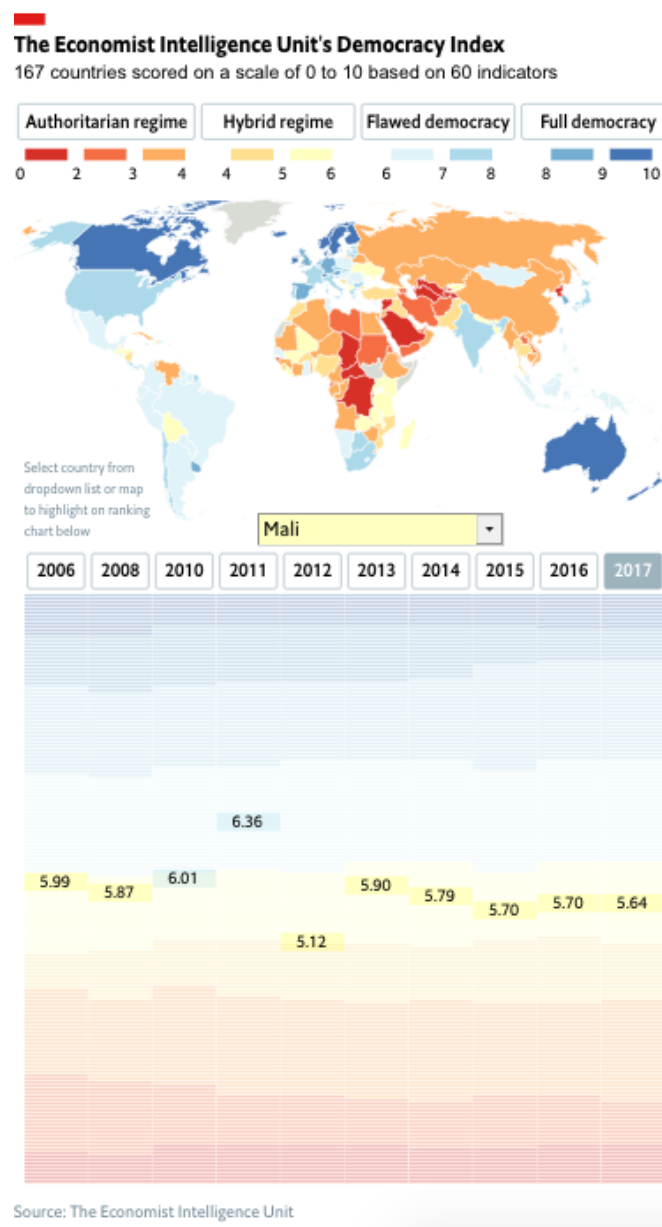 The Economist Intelligence Unit's Democracy Index
167 countries scored on a scale of 0 to 10 based on 60 indicators
Authoritarian regime Hybrid regime Flawed democracy Full democracy
0 2 3 4 4 5 6 6 7 8 8 9 10
Select country from
dropdown list or map
to highlight on ranking
chart below
Mali
2006 2008 2010 2011 2012 2013 2014 2015 2016 2017
6.36
5.99 5.87 6.01 5.90 5.79 5.70 5.70 5.64
5.12
Source: The Economist Intelligence Unit